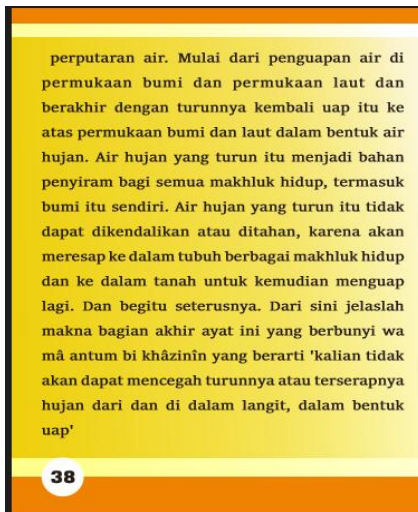 perputaran air. Mulai dari penguapan air di
permukaan bumi dan permukaan laut dan
berakhir dengan turunnya kembali uap itu ke
atas permukaan bumi dan laut dalam bentuk air
hujan. Air hujan yang turun itu menjadi bahan
penyiram bagi semua makhluk hidup, termasuk
bumi itu sendiri. Air hujan yang turun itu tidak
dapat dikendalikan atau ditahan, karena akan
meresap ke dalam tubuh berbagai makhluk hidup
dan ke dalam tanah untuk kemudian menguap
lagi. Dan begitu seterusnya. Dari sini jelaslah
makna bagian akhir ayat ini yang berbunyi wa
mâ antum bi khâzinîn yang berarti 'kalian tidak
akan dapat mencegah turunnya atau terserapnya
hujan dari dan di dalam langit, dalam bentuk
uap'
38